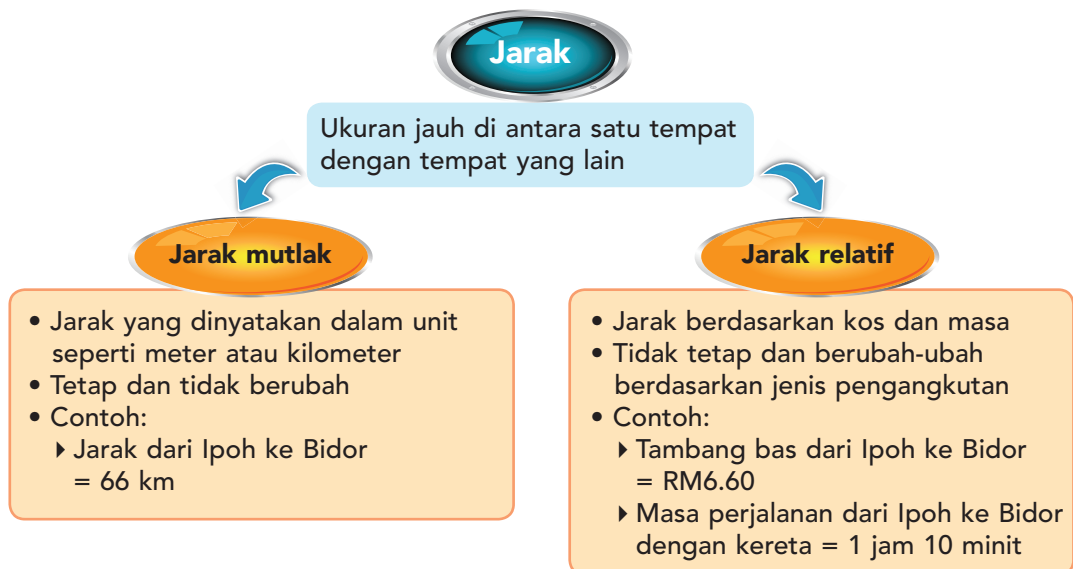 Jarak
Ukuran jauh di antara satu tempat
dengan tempat yang lain
Jarak mutlak
• Jarak yang dinyatakan dalam unit
seperti meter atau kilometer
• Tetap dan tidak berubah
• Contoh:
▸ Jarak dari Ipoh ke Bidor
= 66 km
Jarak relatif
• Jarak berdasarkan kos dan masa
• Tidak tetap dan berubah-ubah
berdasarkan jenis pengangkutan
• Contoh:
▸ Tambang bas dari Ipoh ke Bidor
= RM6.60
▸ Masa perjalanan dari Ipoh ke Bidor
dengan kereta = 1 jam 10 minit